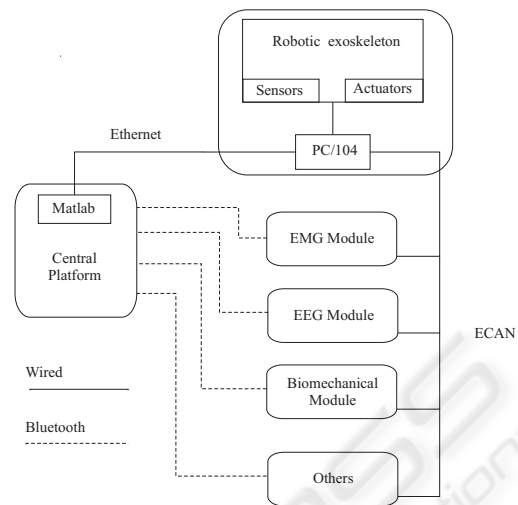 Robotic exoskeleton
Sensors
Actuators
Ethernet
PC/104
Matlab
Central
Platform
EMG Module
EEG Module
ECAN
Wired
Biomechanical
Module
Bluetooth
Others